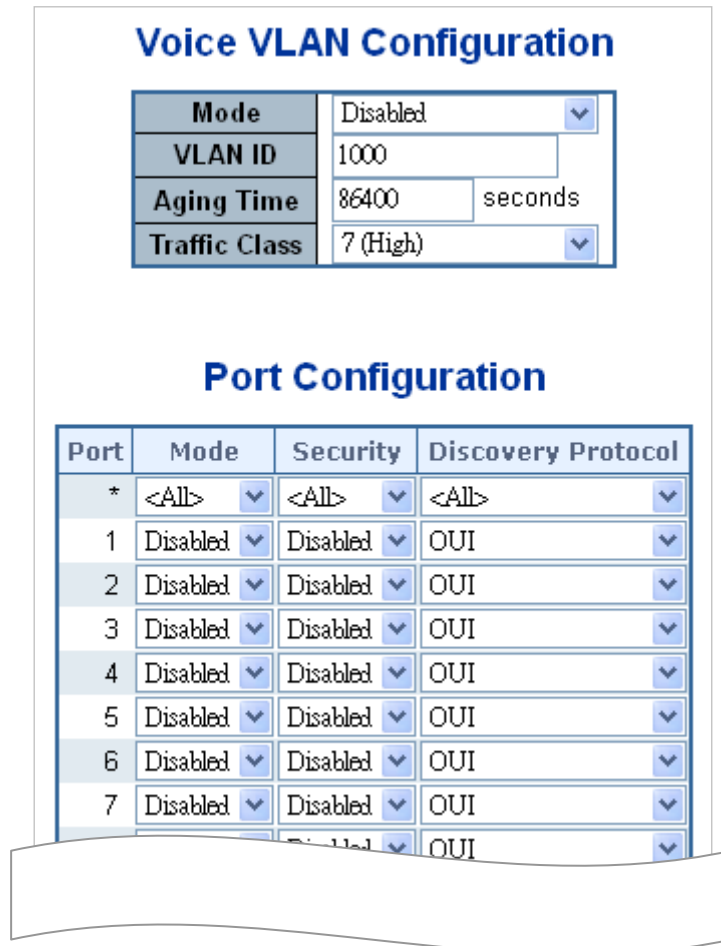 Voice VLAN Configuration
Mode Disabled
VLAN ID 1000
Aging Time 86400 seconds
Traffic Class 7 (High)
Port Configuration
Port Mode Security Discovery Protocol
* <All> <All> <All>
1 Disabled Disabled OUI
2 Disabled Disabled OUI
3 Disabled Disabled OUI
4 Disabled Disabled OUI
5 Disabled Disabled OUI
6 Disabled Disabled OUI
7 Disabled Disabled OUI
OUI